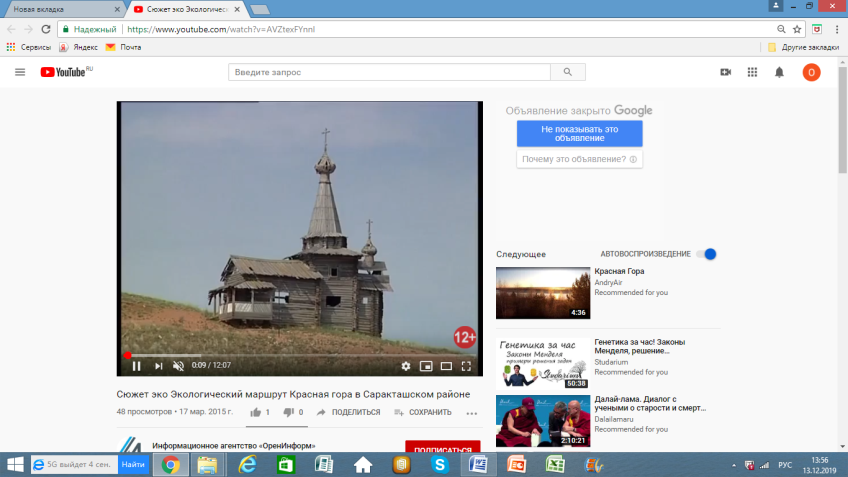 Новая вкладка
Сюжет эко Экологическ
Надежный
https://www.youtube.com/watch?v=AVZtexFYnnI
Сервисы
Яндекс
Почта
Другие закладки
YouTube RU
Введите запрос
O
12+
0:09 / 12:07
Сюжет эко Экологический маршрут Красная гора в Саракташском районе
48 просмотров • 17 мар. 2015 г.
1
0
ПОДЕЛИТЬСЯ
СОХРАНИТЬ
Информационное агентство «ОренИнформ»
ПОДПИСАТЬСЯ
Объявление закрыто Google
Не показывать это
объявление
Почему это объявление?
Следующее
АВТОВОСПРОИЗВЕДЕНИЕ
4:36
Красная Гора
AndryAir
Recommended for you
Генетика за час
Законы Менделя
примеры решения задач
Studarium
50:38
Генетика за час! Законы
Менделя, решение...
Studarium
Recommended for you
2:10:21
Далай-лама. Диалог с
учеными о старости и смерт...
Dalailamaru
Recommended for you
5G выйдет 4 сен.
Найти
РУС
13:56
13.12.2019